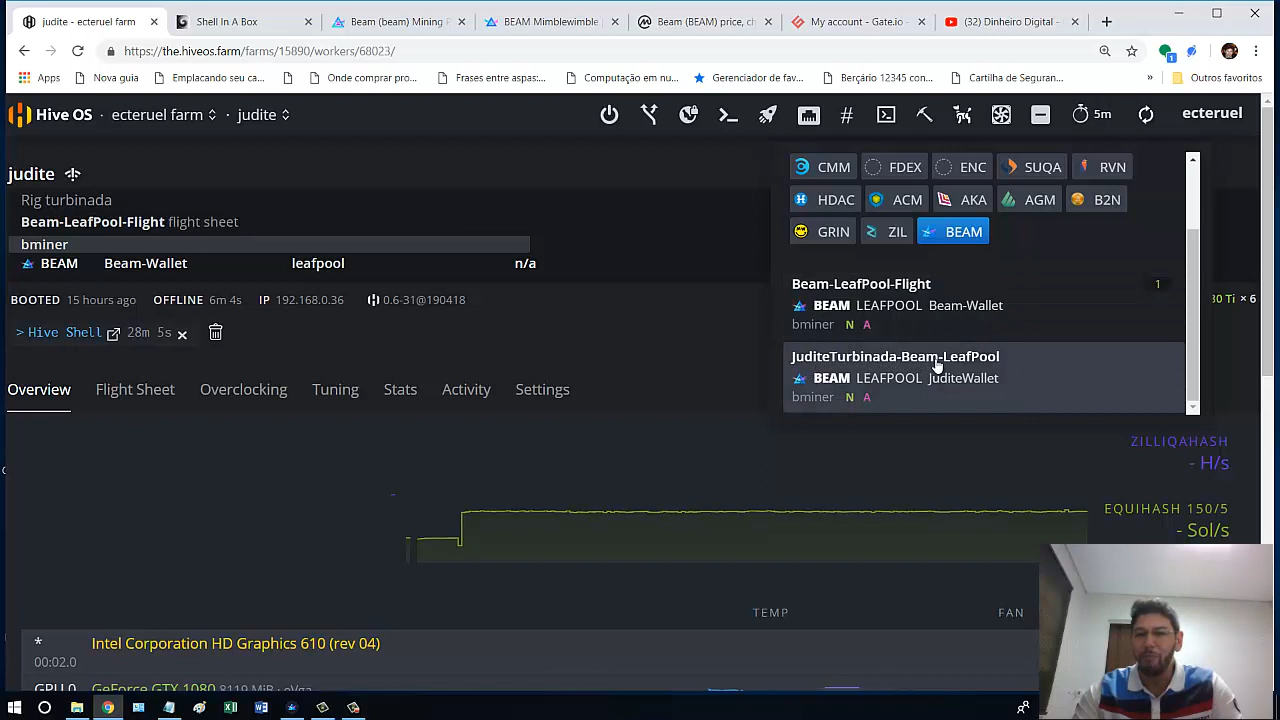 judite - ecteruel farm
Shell In A Box
Beam (beam) Mining P
BEAM Mimblewimble
Beam (BEAM) price, ch
My account - Gate.io -
(32) Dinheiro Digital -
https://the.hiveos.farm/farms/15890/workers/68023/
Apps
Nova guia
Emplacando seu ca...
Onde comprar pro...
Frases entre aspas:...
Computação em nu...
Gerenciador de fav...
Berçário 12345 con...
Cartilha de Seguran...
»
Outros favoritos
Hive OS · ecteruel farm · judite
5m
ecteruel
judite
Rig turbinada
Beam-LeafPool-Flight flight sheet
bminer
BEAM Beam-Wallet leafpool n/a
BOOTED 15 hours ago OFFLINE 6m 4s IP 192.168.0.36 0.6-31@190418
> Hive Shell 28m 5s
CMM FDEX ENC SUQA RVN
HDAC ACM AKA AGM B2N
GRIN ZIL BEAM
Beam-LeafPool-Flight 1
BEAM LEAFPOOL Beam-Wallet
bminer N A
JuditeTurbinada-Beam-LeafPool
BEAM LEAFPOOL JuditeWallet
bminer N A
80 Ti × 6
Overview Flight Sheet Overclocking Tuning Stats Activity Settings
ZILLIQAHASH
- H/s
EQUIHASH 150/5
- Sol/s
TEMP FAN
* Intel Corporation HD Graphics 610 (rev 04)
00:02.0
GPU 0 GeForce GTX 1080 8119 MiB · eVga